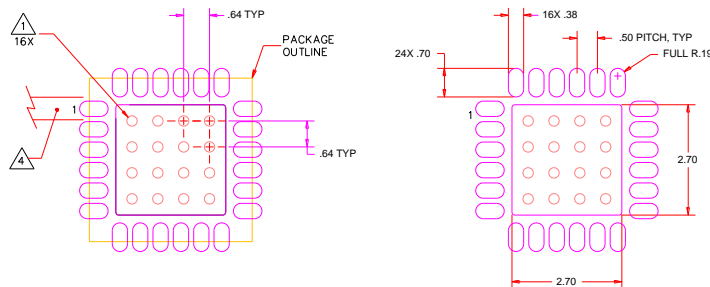 1
16X
.64 TYP
PACKAGE
OUTLINE
1
4
.64 TYP
16X .38
.50 PITCH, TYP
24X .70
FULL R.19
1
2.70
2.70